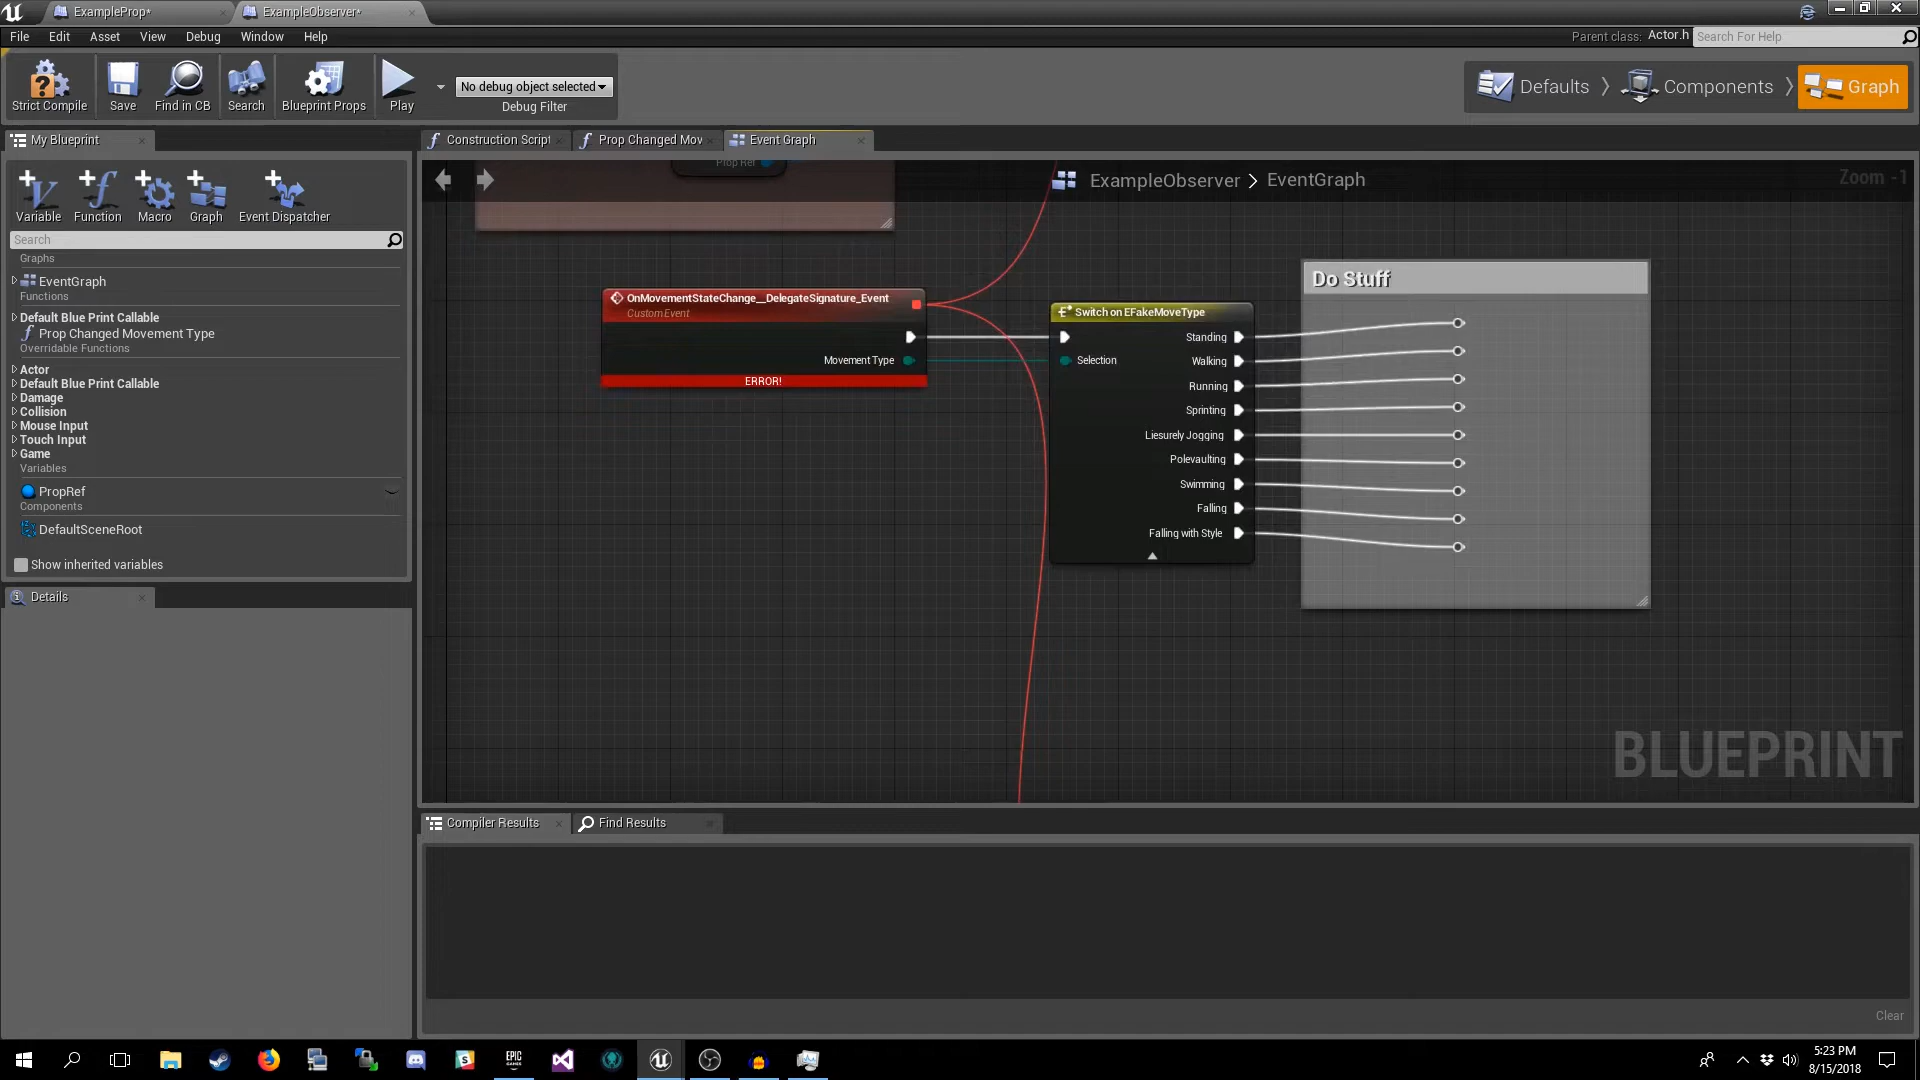 ExampleProp*
ExampleObserver*
File Edit Asset View Debug Window Help
Parent class: Actor.h Search For Help
Strict Compile
Save
Find in CB
Search
Blueprint Props
Play
No debug object selected
Debug Filter
Defaults
Components
Graph
My Blueprint
Variable
Function
Macro
Graph
Event Dispatcher
Search
Graphs
EventGraph
Functions
Default Blue Print Callable
Prop Changed Movement Type
Overridable Functions
Actor
Default Blue Print Callable
Damage
Collision
Mouse Input
Touch Input
Game
Variables
PropRef
Components
DefaultSceneRoot
Show inherited variables
Details
Construction Script
Prop Changed Mov
Event Graph
Prop Ref
ExampleObserver > EventGraph
Zoom -1
OnMovementStateChange__DelegateSignature_Event
Custom Event
Movement Type
ERROR!
Switch on EFakeMoveType
Selection
Standing
Walking
Running
Sprinting
Liesurely Jogging
Polevaulting
Swimming
Falling
Falling with Style
Do Stuff
BLUEPRINT
Compiler Results
Find Results
Clear
EPIC
GAMES
5:23 PM
8/15/2018